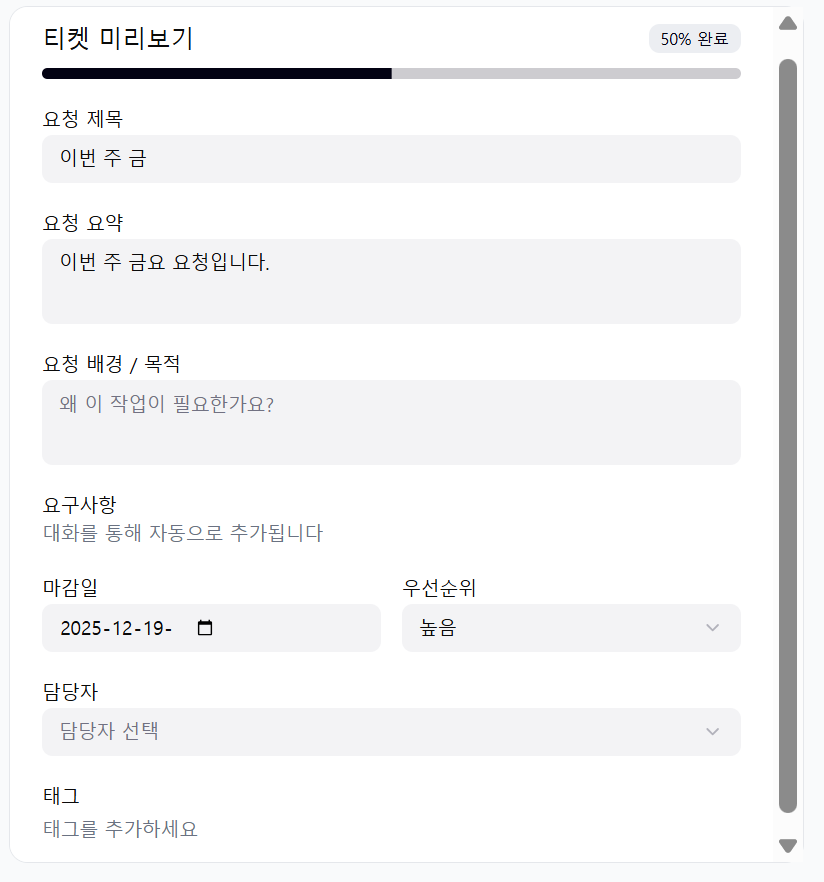 티켓 미리보기
50% 완료
요청 제목
이번 주 금
요청 요약
이번 주 금요 요청입니다.
요청 배경 / 목적
왜 이 작업이 필요한가요?
요구사항
대화를 통해 자동으로 추가됩니다
마감일
우선순위
2025-12-19-
높음
담당자
담당자 선택
태그
태그를 추가하세요